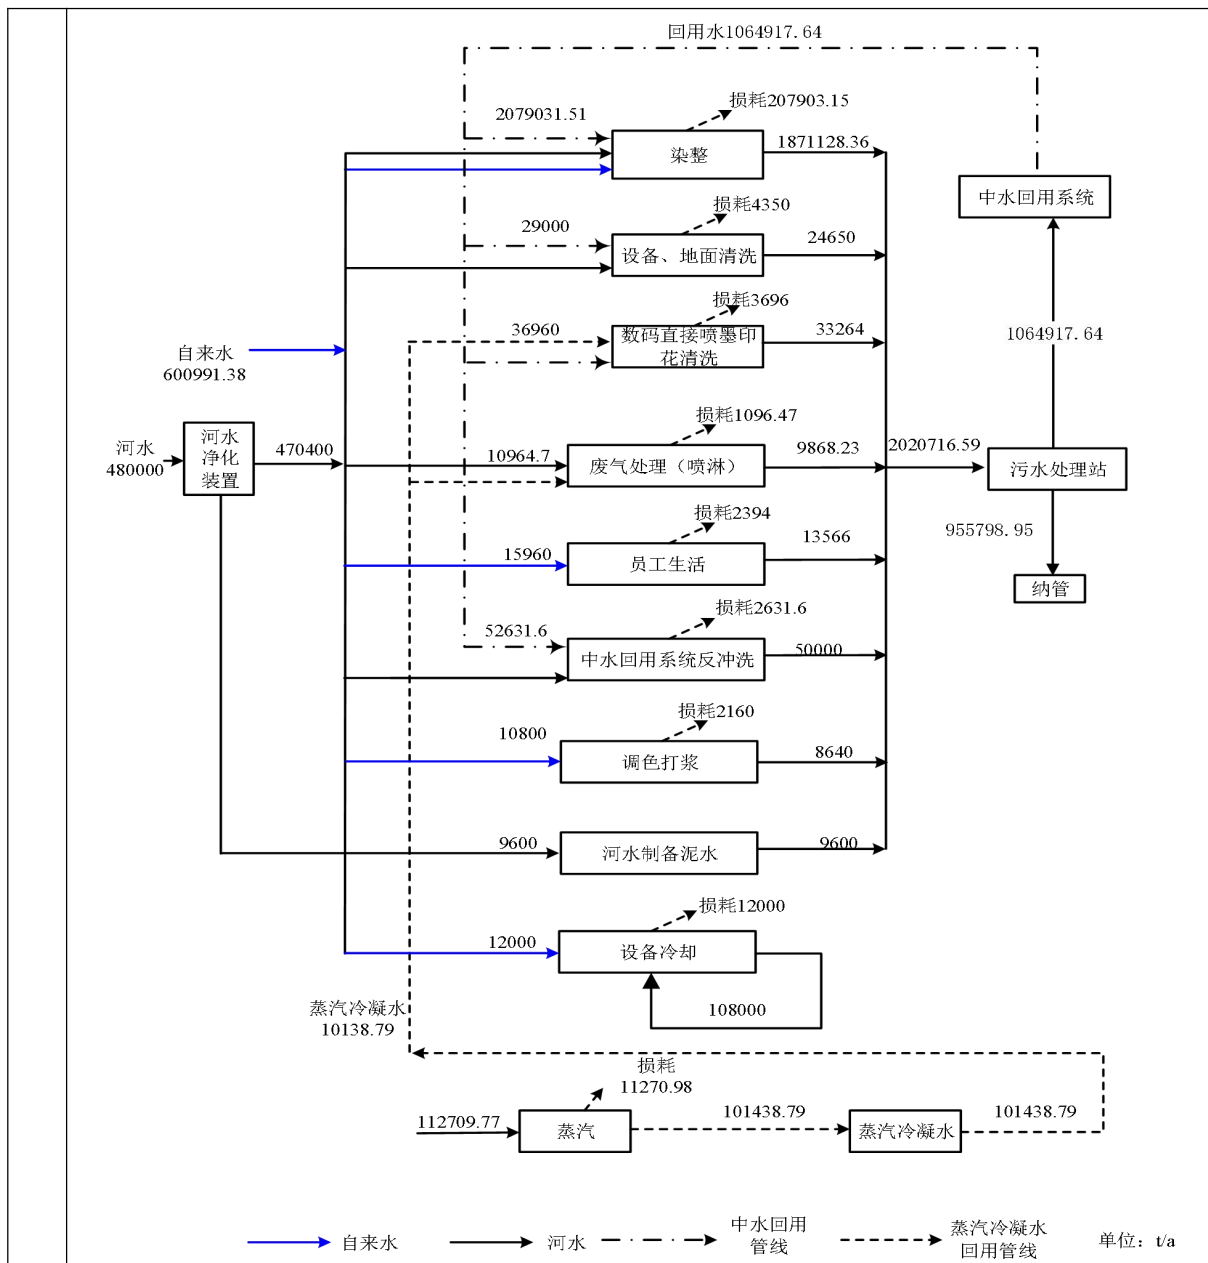 回用水1064917.64
2079031.51
损耗207903.15
染整
1871128.36
中水回用系统
29000
损耗4350
设备、地面清洗
24650
36960
损耗3696
数码直接喷墨印
花清洗
33264
1064917.64
自来水
600991.38
河水
480000
河水
净化
装置
470400
10964.7
损耗1096.47
废气处理（喷淋）
9868.23
2020716.59
污水处理站
955798.95
纳管
15960
损耗2394
员工生活
13566
52631.6
损耗2631.6
中水回用系统反冲洗
50000
10800
损耗2160
调色打浆
8640
9600
河水制备泥水
9600
12000
损耗12000
设备冷却
108000
蒸汽冷凝水
10138.79
损耗
11270.98
112709.77
蒸汽
101438.79
蒸汽冷凝水
101438.79
自来水
河水
中水回用
管线
蒸汽冷凝水
回用管线
单位：t/a